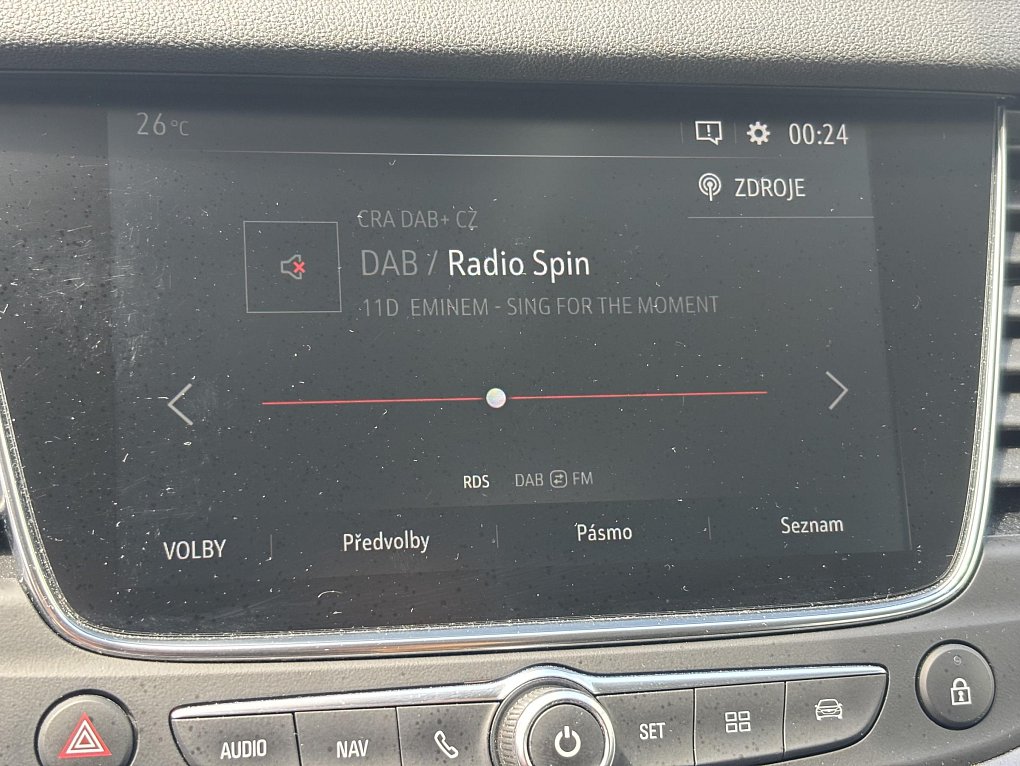 26°C
00:24
ZDROJE
CRA DAB+ CZ
DAB / Radio Spin
11D EMINEM - SING FOR THE MOMENT
RDS DAB FM
VOLBY Předvolby Pásmo Seznam
AUDIO NAV SET